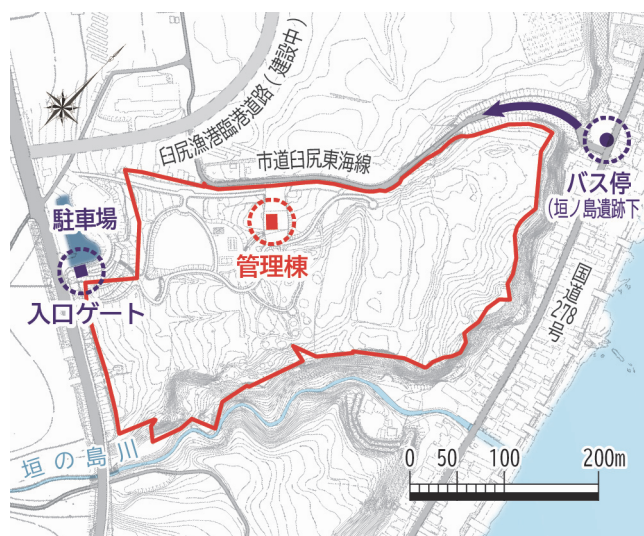 臼尻漁港臨港道路（建設中）
市道臼尻東海線
バス停
（垣ノ島遺跡下
駐車場
管理棟
入口ゲート
国道278号
垣の島川
0 50 100 200m